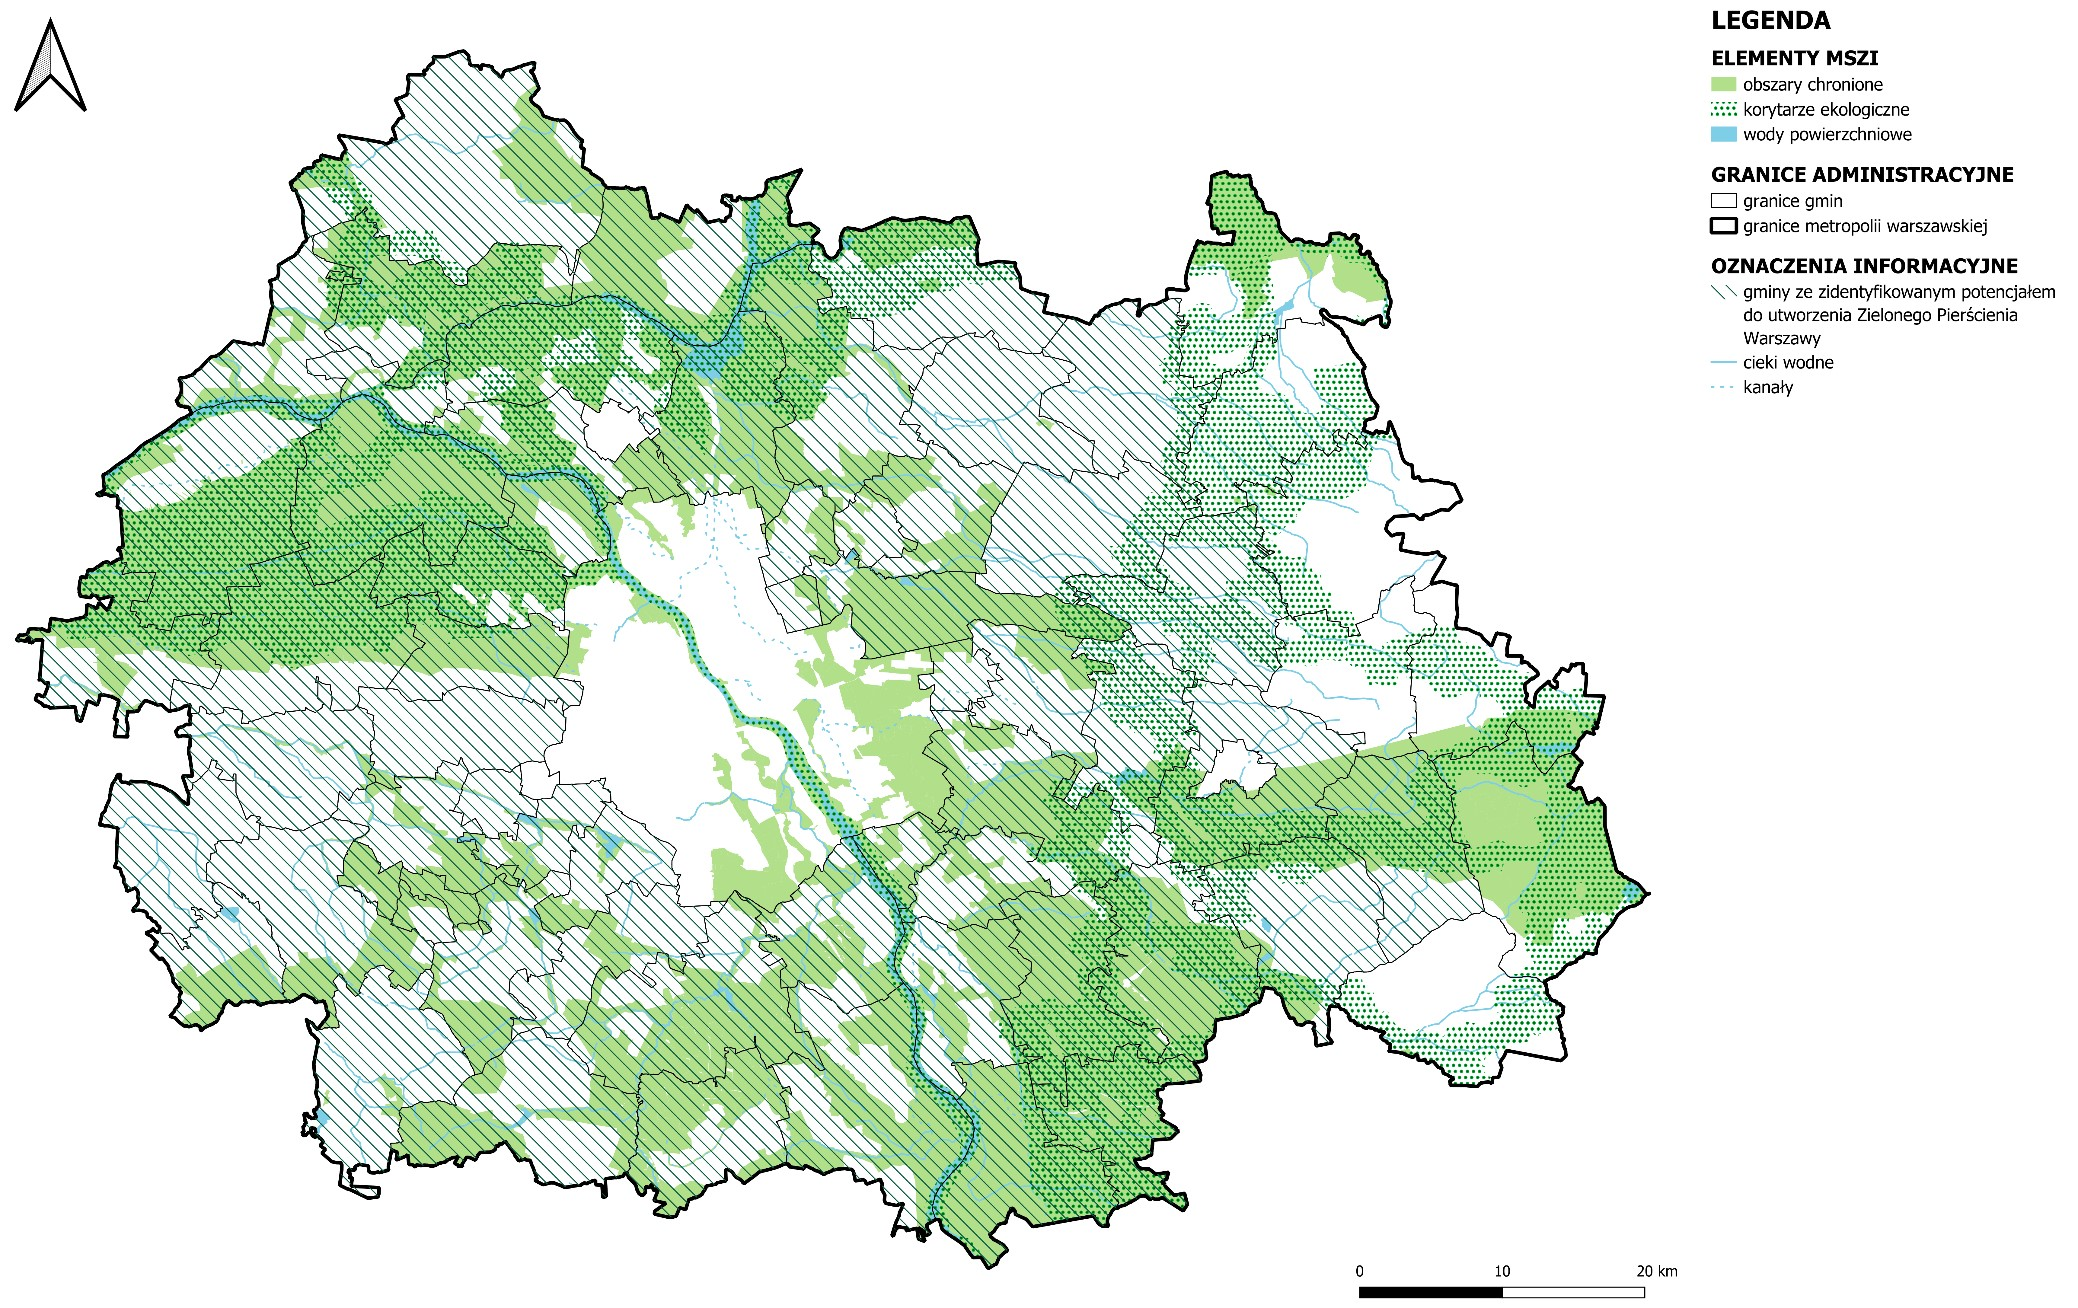 LEGENDA
ELEMENTY MSZI
obszary chronione
korytarze ekologiczne
wody powierzchniowe
GRANICE ADMINISTRACYJNE
granice gmin
granice metropolii warszawskiej
OZNACZENIA INFORMACYJNE
gminy ze zidentyfikowanym potencjałem
do utworzenia Zielonego Pierścienia
Warszawy
cieki wodne
kanały
0 10 20 km